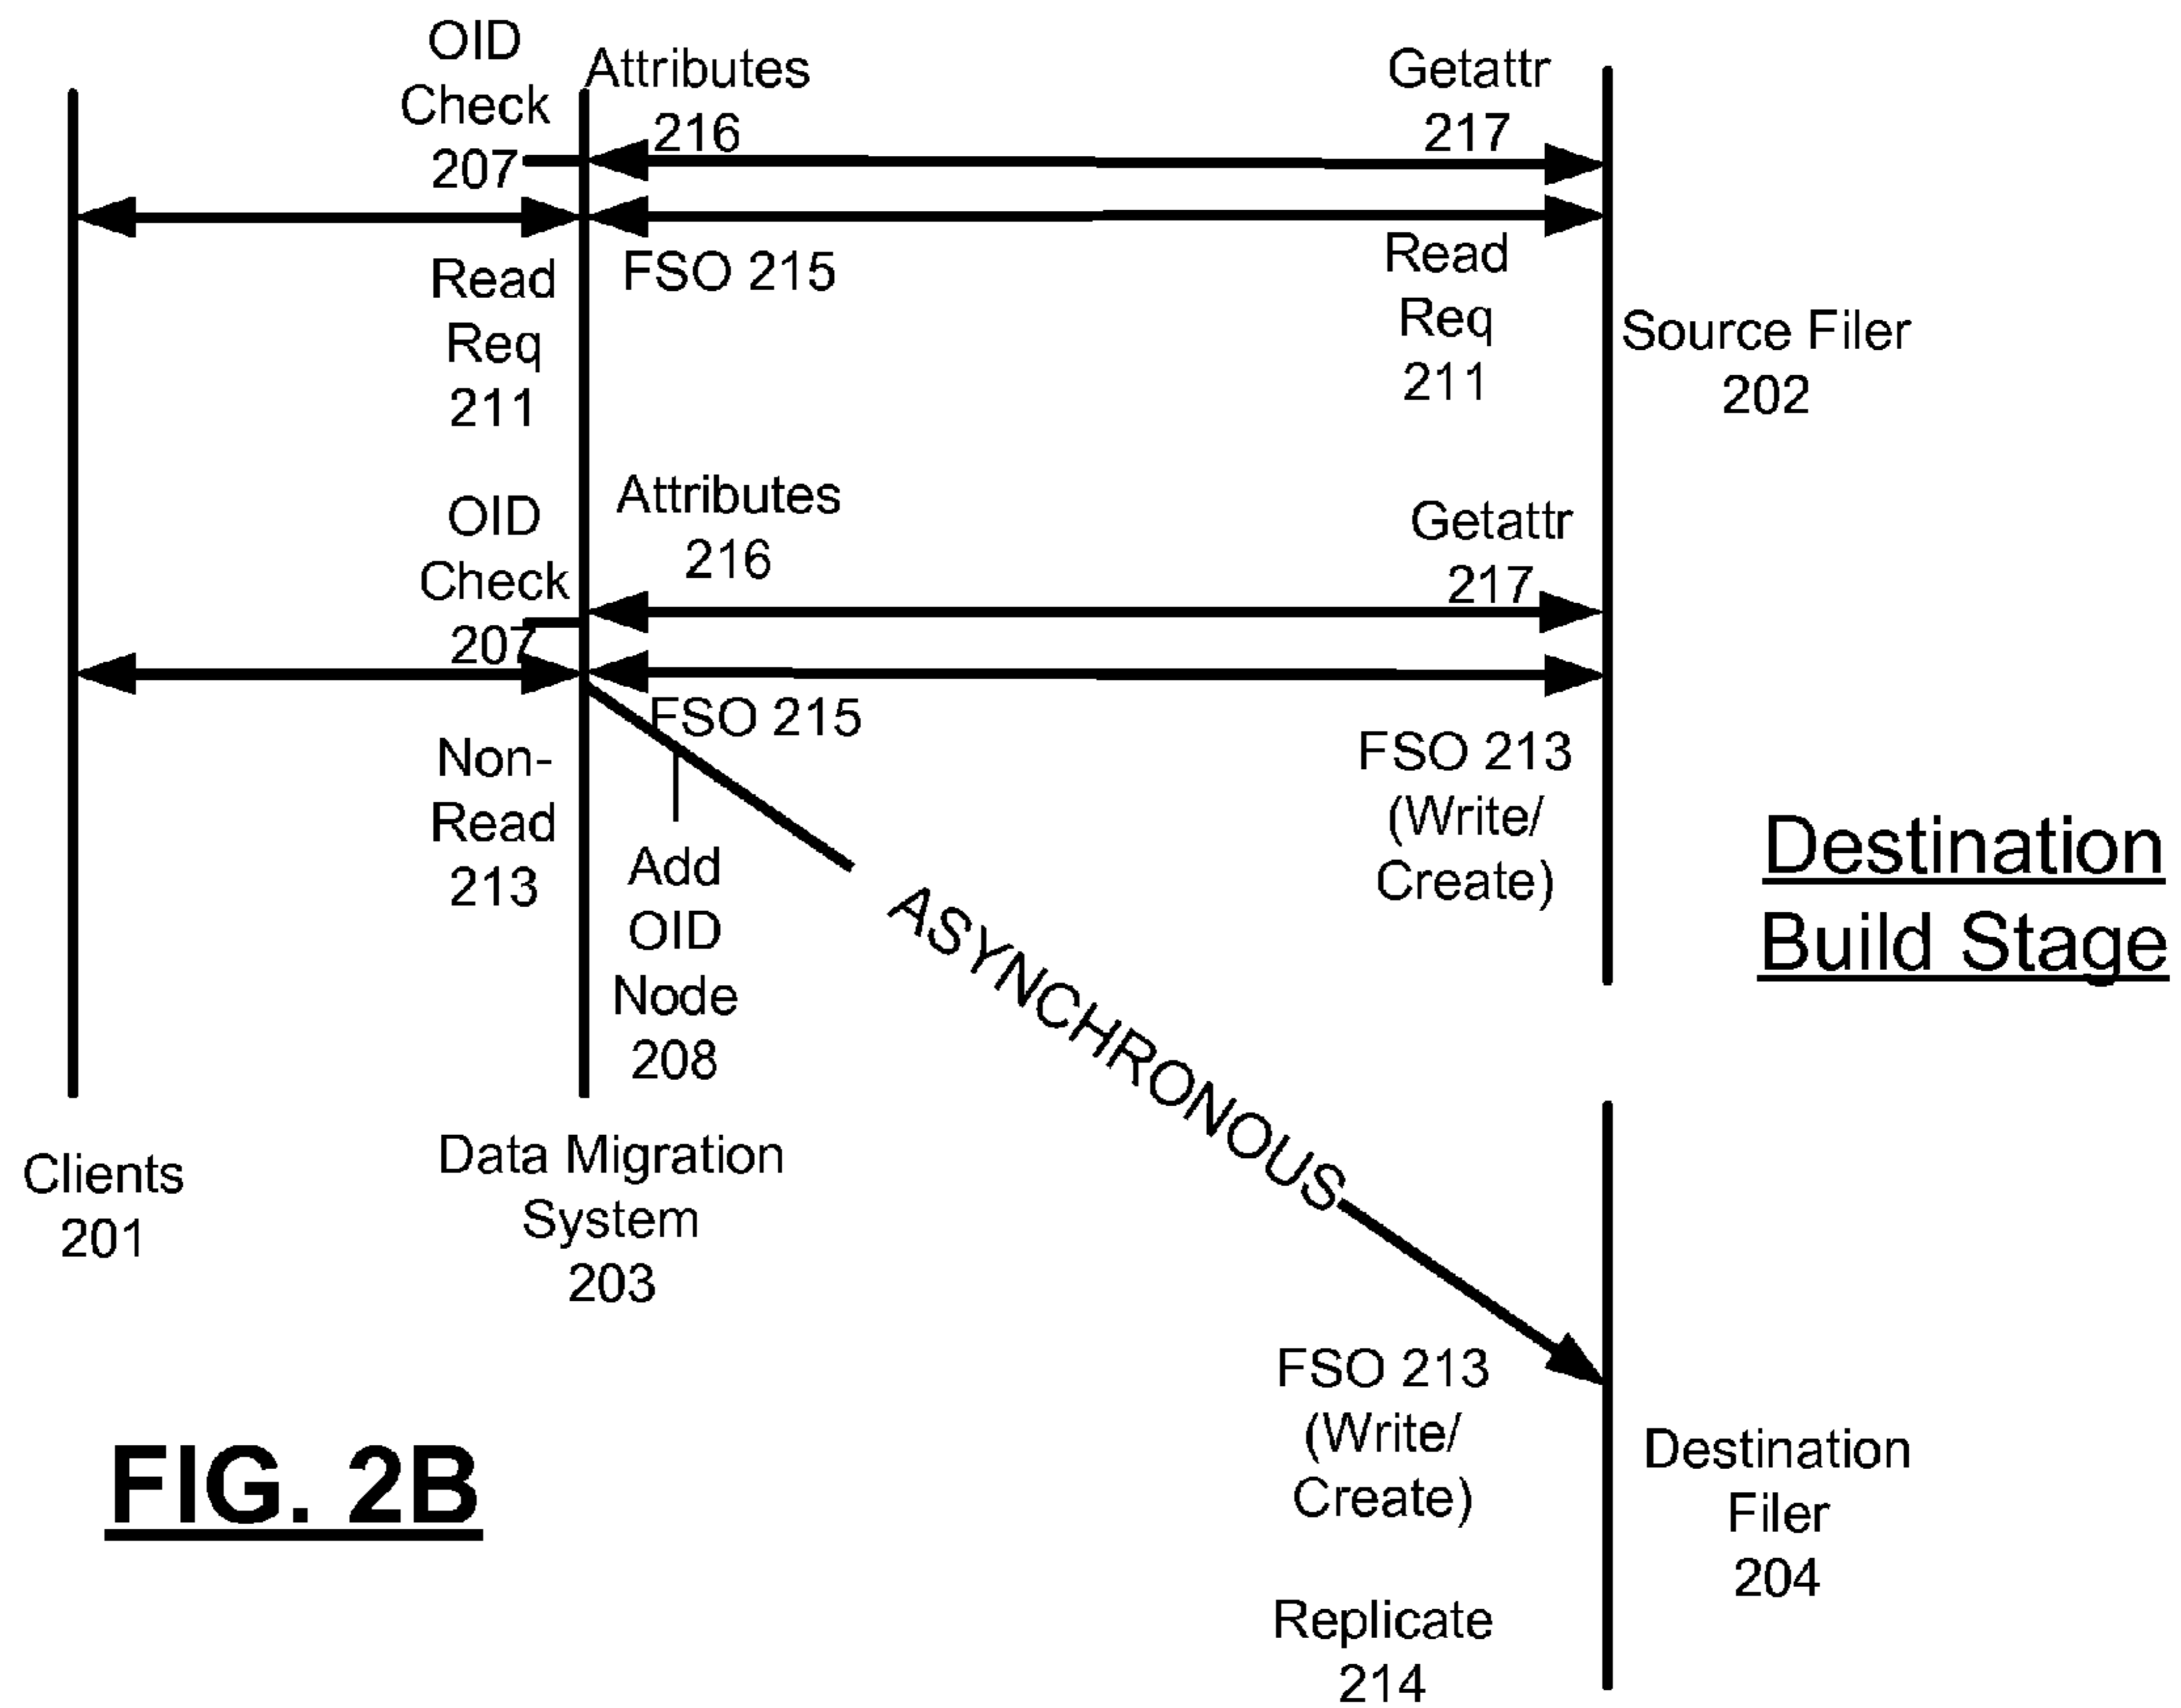 OID
Check
207
Attributes
216
Getattr
217
Read
Req
211
FSO 215
Read
Req
211
Source Filer
202
OID
Check
207
Attributes
216
Getattr
217
Non-
Read
213
FSO 215
Add
OID
Node
208
FSO 213
(Write/
Create)
Destination
Build Stage
ASYNCHRONOUS
Clients
201
Data Migration
System
203
FSO 213
(Write/
Create)
Replicate
214
Destination
Filer
204
FIG. 2B